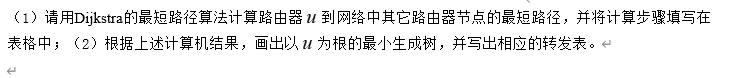 (1)请用Dijkstra的最短路径算法计算路由器 u 到网络中其它路由器节点的最短路径，并将计算步骤填写在
表格中；(2)根据上述计算机结果，画出以 u 为根的最小生成树，并写出相应的转发表。↵
↵